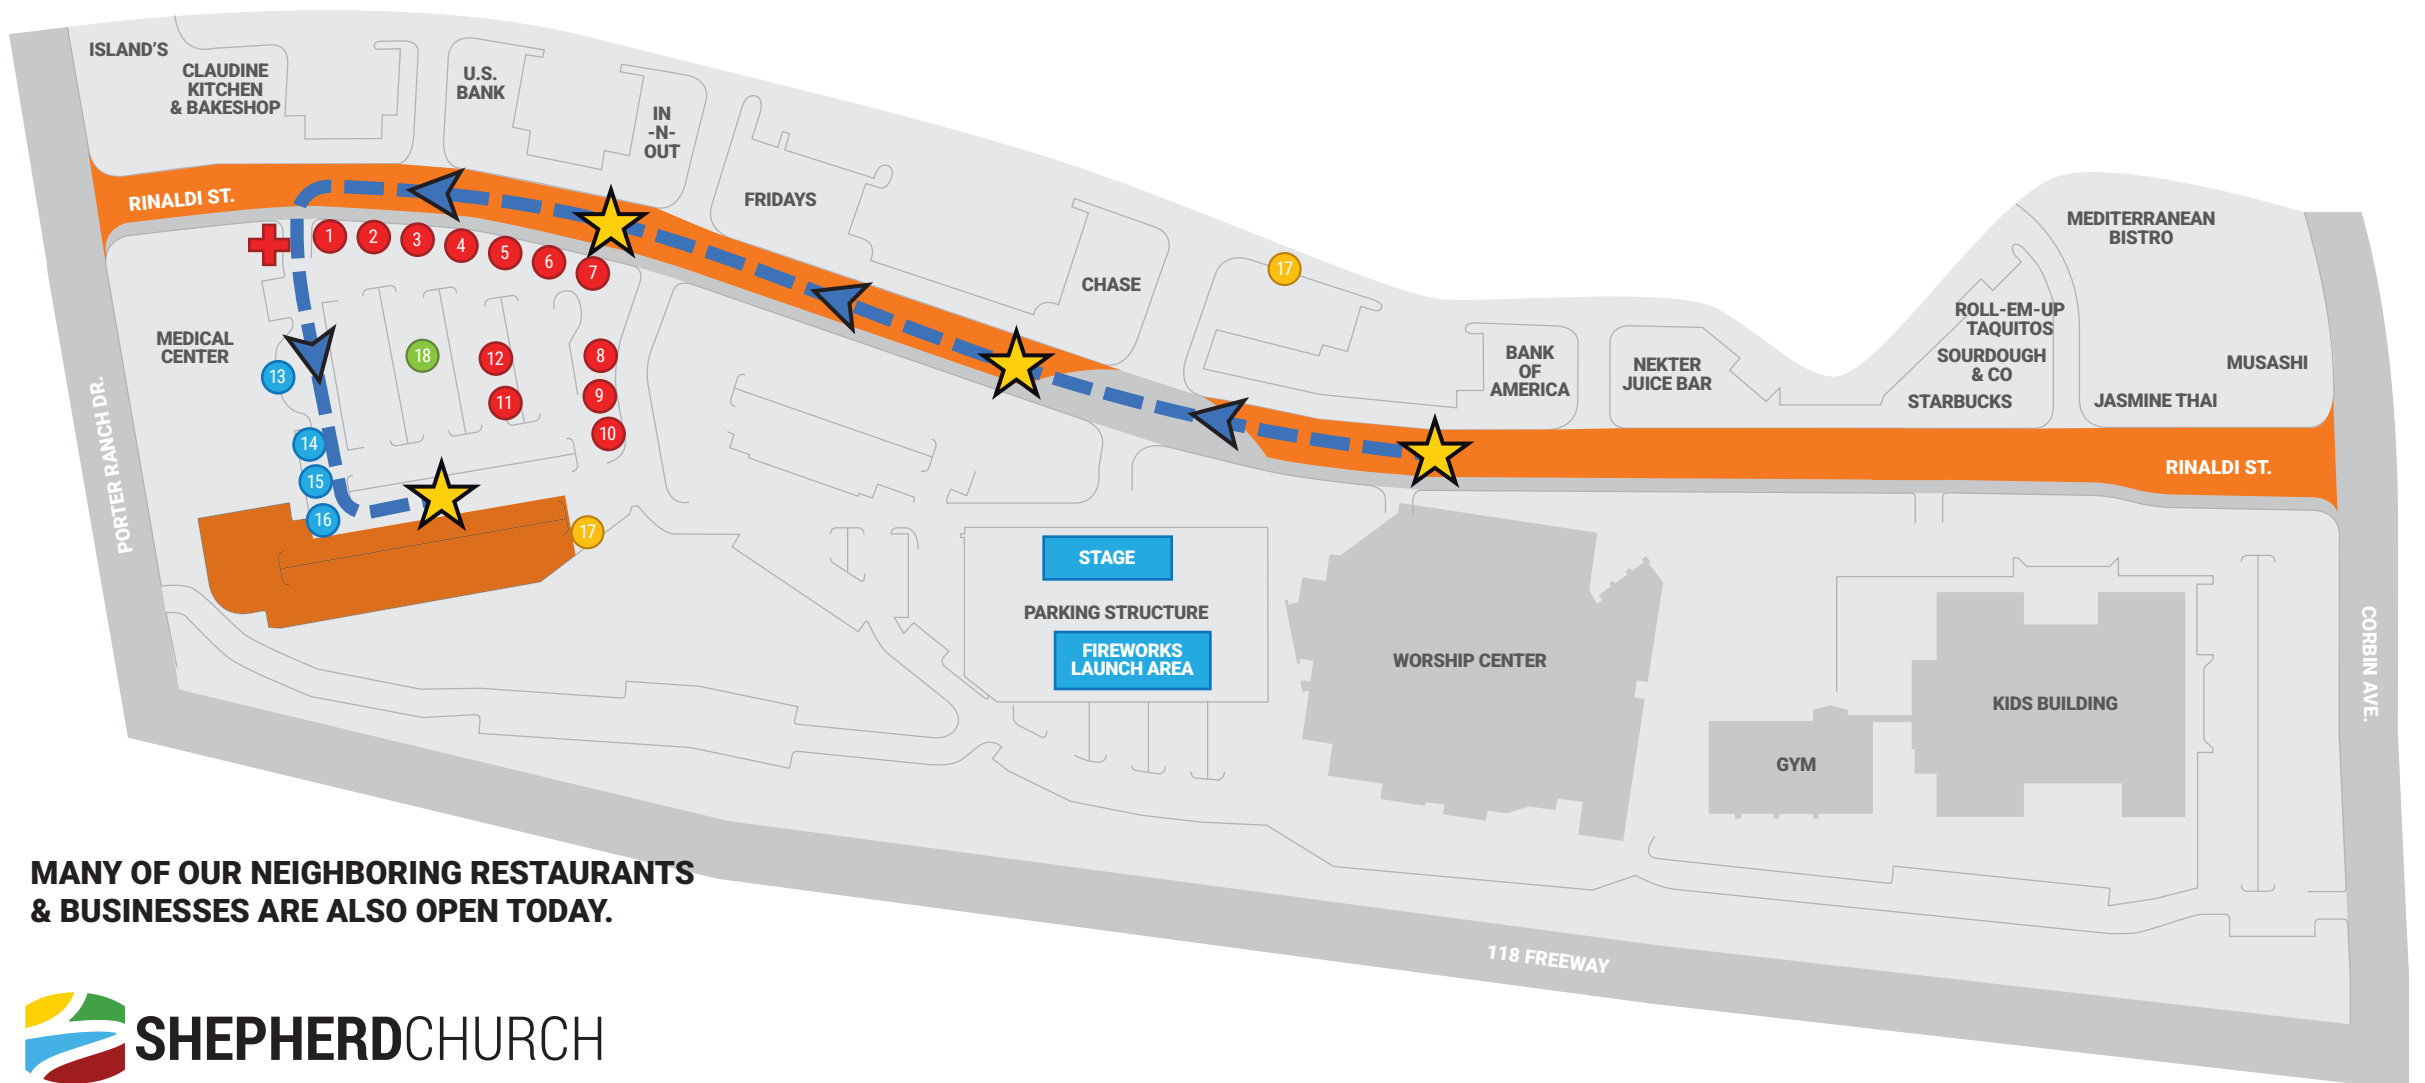 ISLAND'S
CLAUDINE
KITCHEN
& BAKESHOP
U.S.
BANK
IN
-N-
OUT
FRIDAYS
CHASE
17
BANK
OF
AMERICA
NEKTER
JUICE BAR
MEDITERRANEAN
BISTRO
ROLL-EM-UP
TAQUITOS
SOURDOUGH
& CO
STARBUCKS
MUSASHI
JASMINE THAI
RINALDI ST.
RINALDI ST.
1
2
3
4
5
6
7
MEDICAL
CENTER
13
18
12
11
8
9
10
14
15
16
17
PORTER RANCH DR.
STAGE
PARKING STRUCTURE
FIREWORKS
LAUNCH AREA
WORSHIP CENTER
GYM
KIDS BUILDING
CORBIN AVE.
118 FREEWAY
MANY OF OUR NEIGHBORING RESTAURANTS
& BUSINESSES ARE ALSO OPEN TODAY.
SHEPHERDCHURCH